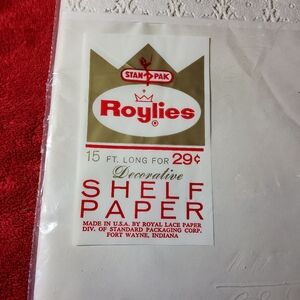 STAN PAK
Roylies
15 FT. LONG FOR 29¢
Decorative
SHELF
PAPER
MADE IN U.S.A. BY ROYAL LACE PAPER
DIV. OF STANDARD PACKAGING CORP.
FORT WAYNE, INDIANA